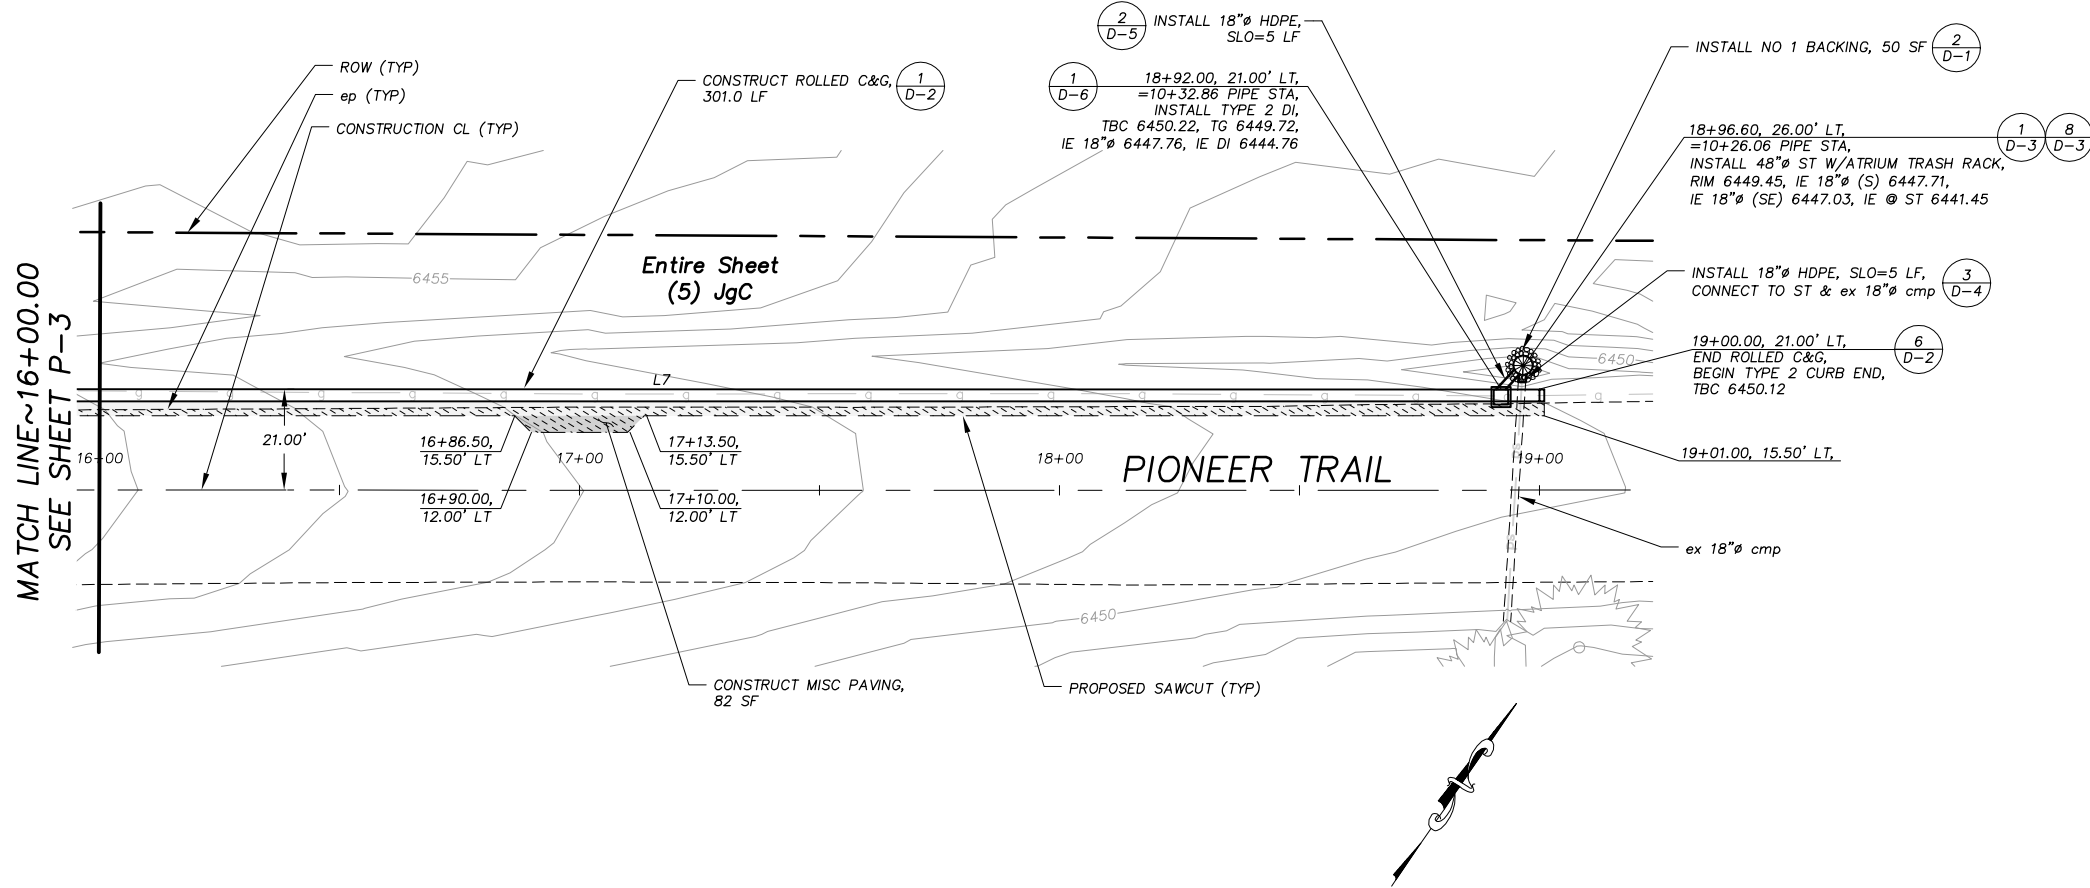 2
D-5
INSTALL 18"ø HDPE,
SLO=5 LF
INSTALL NO 1 BACKING, 50 SF
2
D-1
ROW (TYP)
ep (TYP)
CONSTRUCTION CL (TYP)
CONSTRUCT ROLLED C&G,
301.0 LF
1
D-2
1
D-6
18+92.00, 21.00' LT,
=10+32.86 PIPE STA,
INSTALL TYPE 2 DI,
TBC 6450.22, TG 6449.72,
IE 18"ø 6447.76, IE DI 6444.76
18+96.60, 26.00' LT,
=10+26.06 PIPE STA,
INSTALL 48"ø ST W/ATRIUM TRASH RACK,
RIM 6449.45, IE 18"ø (S) 6447.71,
IE 18"ø (SE) 6447.03, IE @ ST 6441.45
1
D-3
8
D-3
MATCH LINE~16+00.00
SEE SHEET P-3
6455
Entire Sheet
(5) JgC
INSTALL 18"ø HDPE, SLO=5 LF,
CONNECT TO ST & ex 18"ø cmp
3
D-4
19+00.00, 21.00' LT,
END ROLLED C&G,
BEGIN TYPE 2 CURB END,
TBC 6450.12
6
D-2
6450
L7
g g g g g g g g g g g g g g g g g
21.00'
16+86.50,
15.50' LT
17+13.50,
15.50' LT
16+00
17+00
18+00
19+00
PIONEER TRAIL
19+01.00, 15.50' LT,
16+90.00,
12.00' LT
17+10.00,
12.00' LT
ex 18"ø cmp
6450
CONSTRUCT MISC PAVING,
82 SF
PROPOSED SAWCUT (TYP)